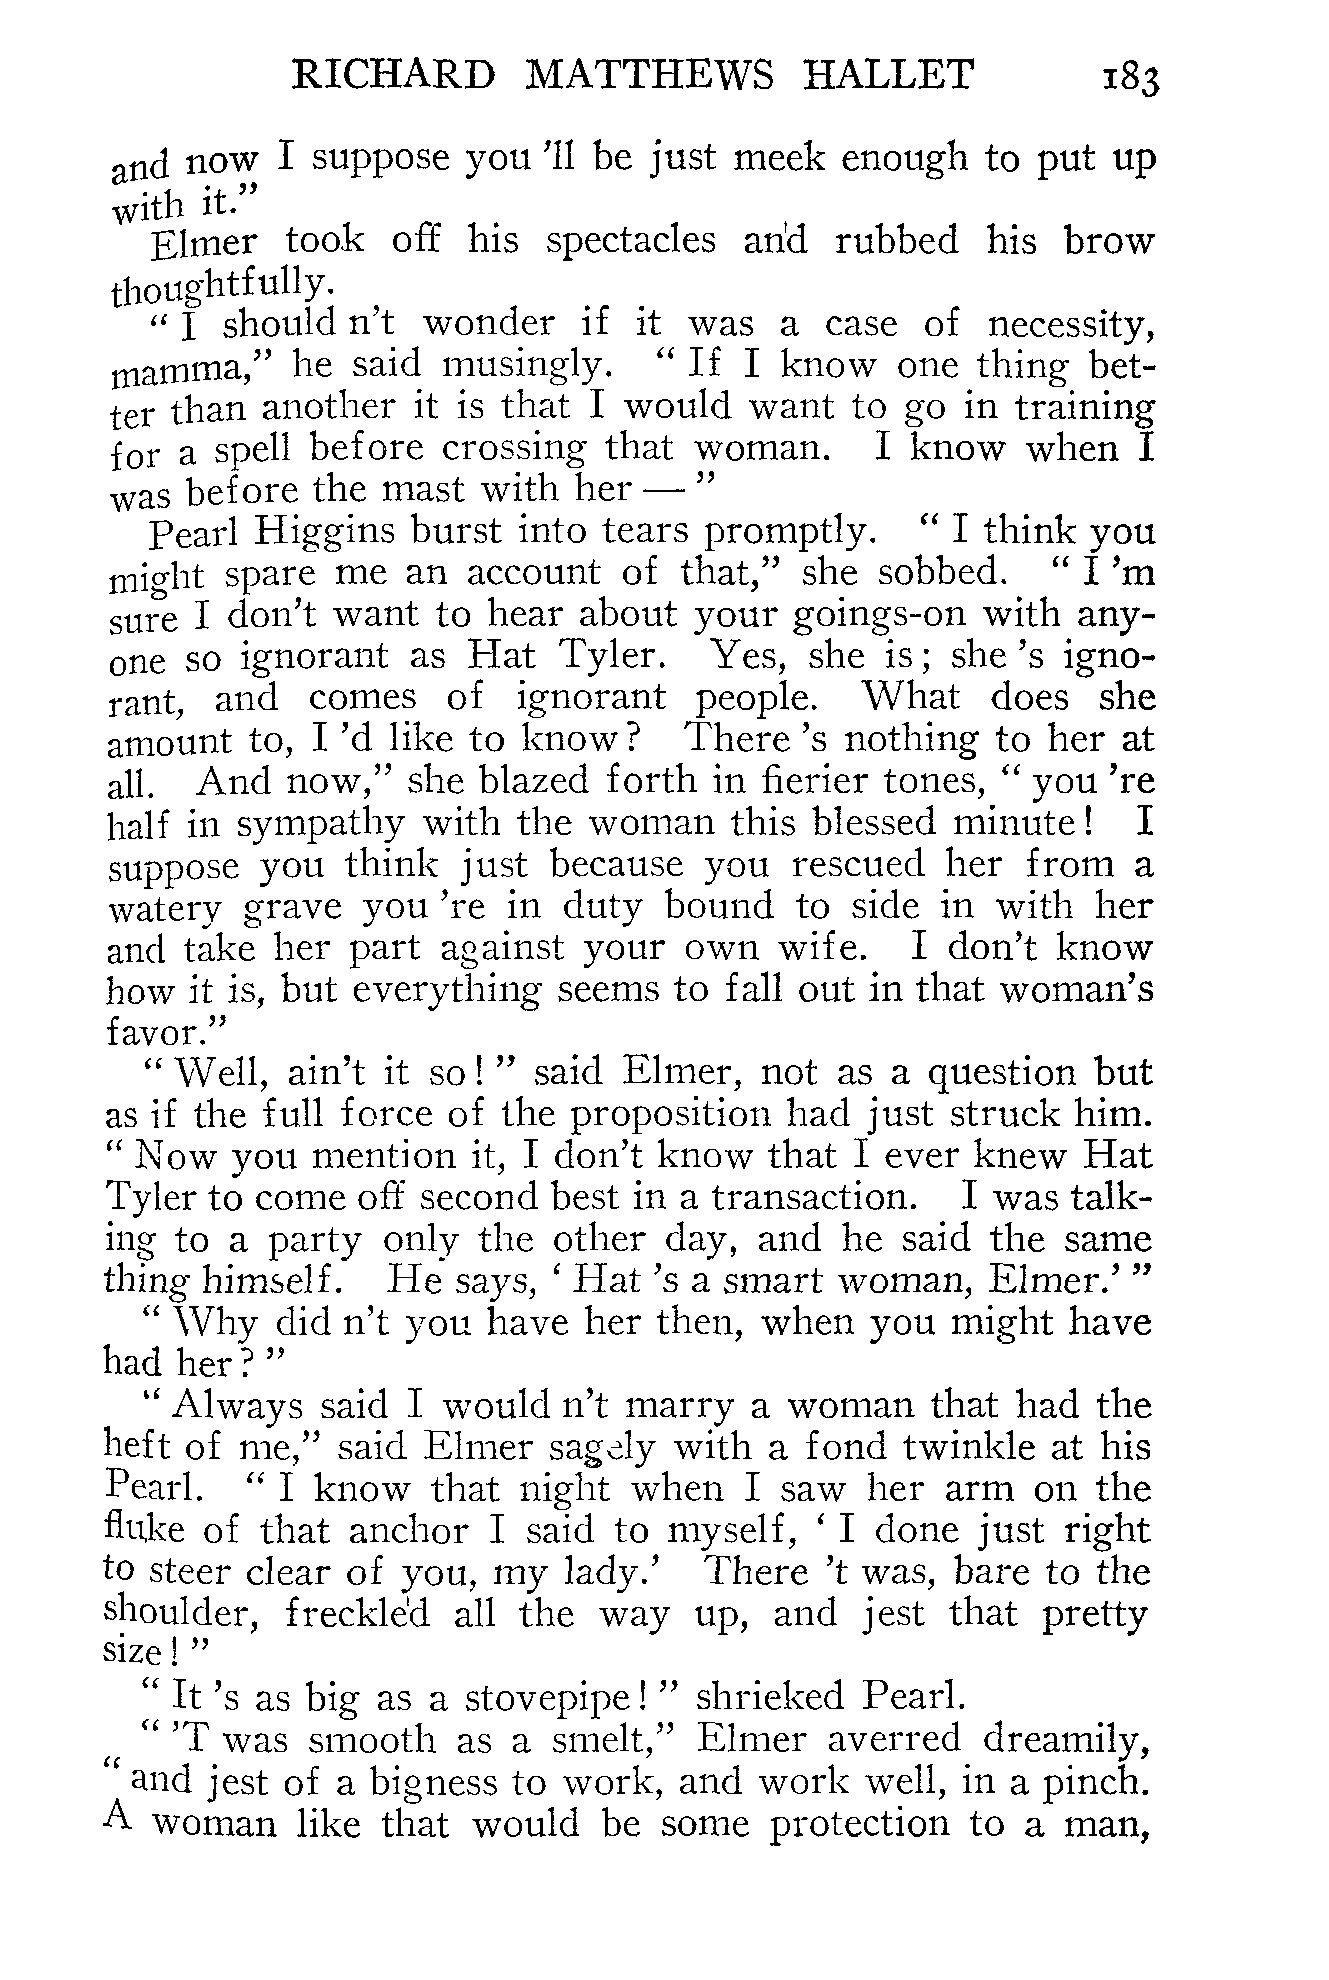 RICHARD MATTHEWS HALLET 183
and now I suppose you 'll be just meek enough to put up
with it."
Elmer took off his spectacles and rubbed his brow
thoughtfully.
" I should n't wonder if it was a case of necessity,
mamma," he said musingly. " If I know one thing bet-
ter than another it is that I would want to go in training
for a spell before crossing that woman. I know when I
was before the mast with her — "
Pearl Higgins burst into tears promptly. " I think you
might spare me an account of that," she sobbed. " I 'm
sure I don't want to hear about your goings-on with any-
one so ignorant as Hat Tyler. Yes, she is; she 's igno-
rant, and comes of ignorant people. What does she
amount to, I 'd like to know? There 's nothing to her at
all. And now," she blazed forth in fierier tones, " you 're
half in sympathy with the woman this blessed minute! I
suppose you think just because you rescued her from a
watery grave you 're in duty bound to side in with her
and take her part against your own wife. I don't know
how it is, but everything seems to fall out in that woman's
favor."
" Well, ain't it so! " said Elmer, not as a question but
as if the full force of the proposition had just struck him.
" Now you mention it, I don't know that I ever knew Hat
Tyler to come off second best in a transaction. I was talk-
ing to a party only the other day, and he said the same
thing himself. He says, ' Hat 's a smart woman, Elmer.' "
" Why did n't you have her then, when you might have
had her? "
" Always said I would n't marry a woman that had the
heft of me," said Elmer sagely with a fond twinkle at his
Pearl. " I know that night when I saw her arm on the
fluke of that anchor I said to myself, ' I done just right
to steer clear of you, my lady.' There 't was, bare to the
shoulder, freckled all the way up, and jest that pretty
size! "
" It 's as big as a stovepipe! " shrieked Pearl.
" 'T was smooth as a smelt," Elmer averred dreamily,
" and jest of a bigness to work, and work well, in a pinch.
A woman like that would be some protection to a man,